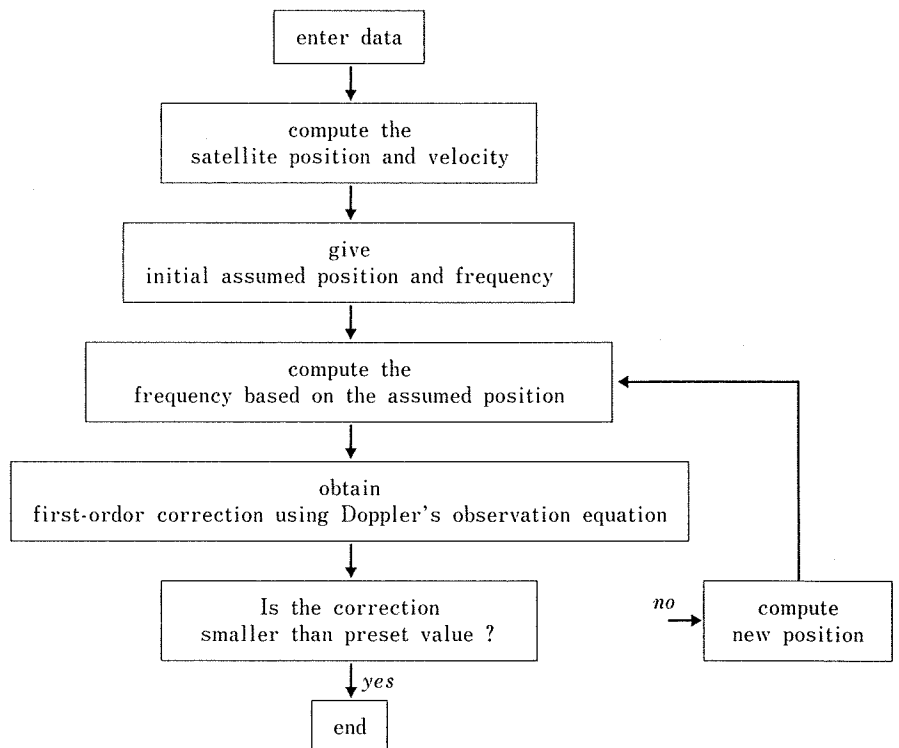 enter data
compute the
satellite position and velocity
give
initial assumed position and frequency
compute the
frequency based on the assumed position
obtain
first-ordor correction using Doppler's observation equation
Is the correction
smaller than preset value ?
no
compute
new position
yes
end